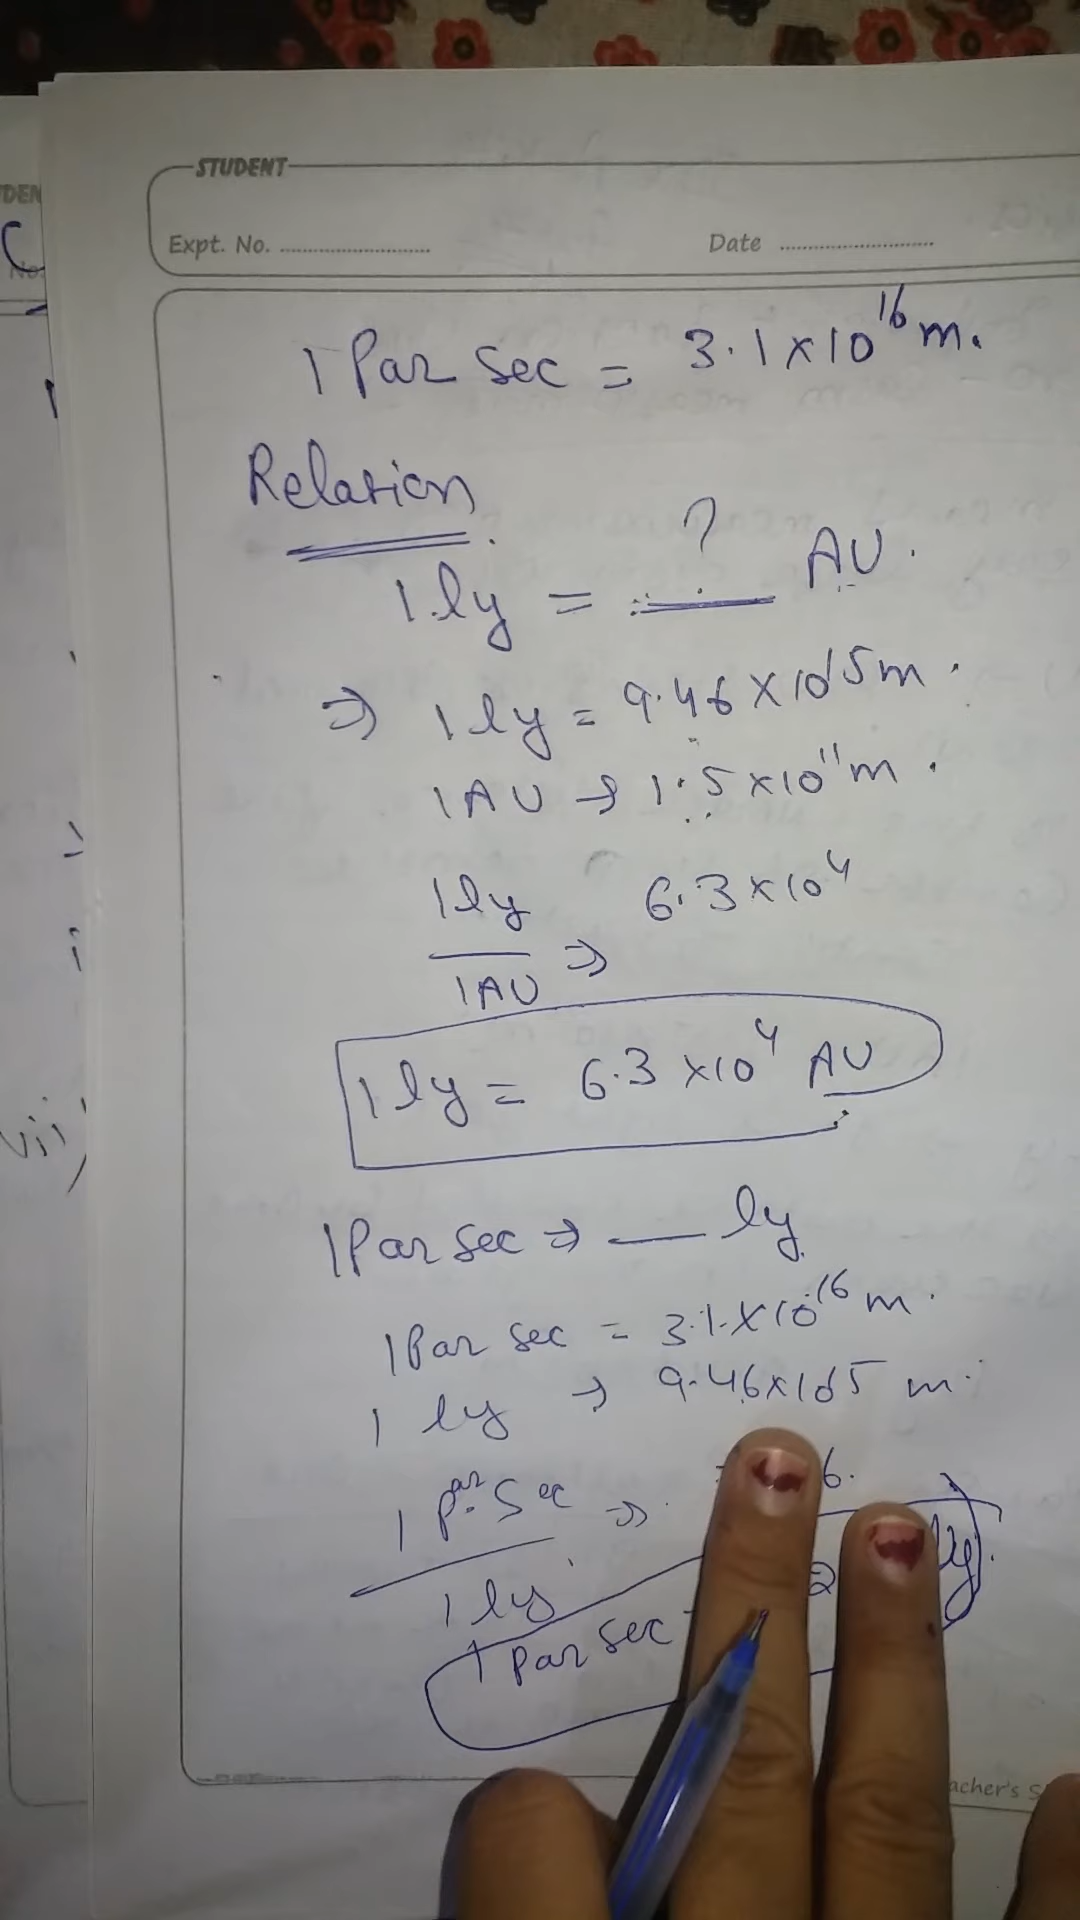 STUDENT
Expt. No. ............................ Date ............................
1 Par Sec = 3.1 x 10^16 m.
Relation
?
1 ly = ___ AU.
⇒ 1 ly = 9.46 x 10^15 m.
1 AU → 1.5 x 10^11 m.
1 ly
6.3 x 10^4
⇒
1 AU
1 ly = 6.3 x 10^4 AU
1 Par Sec ⇒ ___ ly
1 Par Sec = 3.1 x 10^16 m.
1 ly → 9.46 x 10^15 m.
1 Par Sec ⇒ 6.
1 ly
1 Par Sec ly.